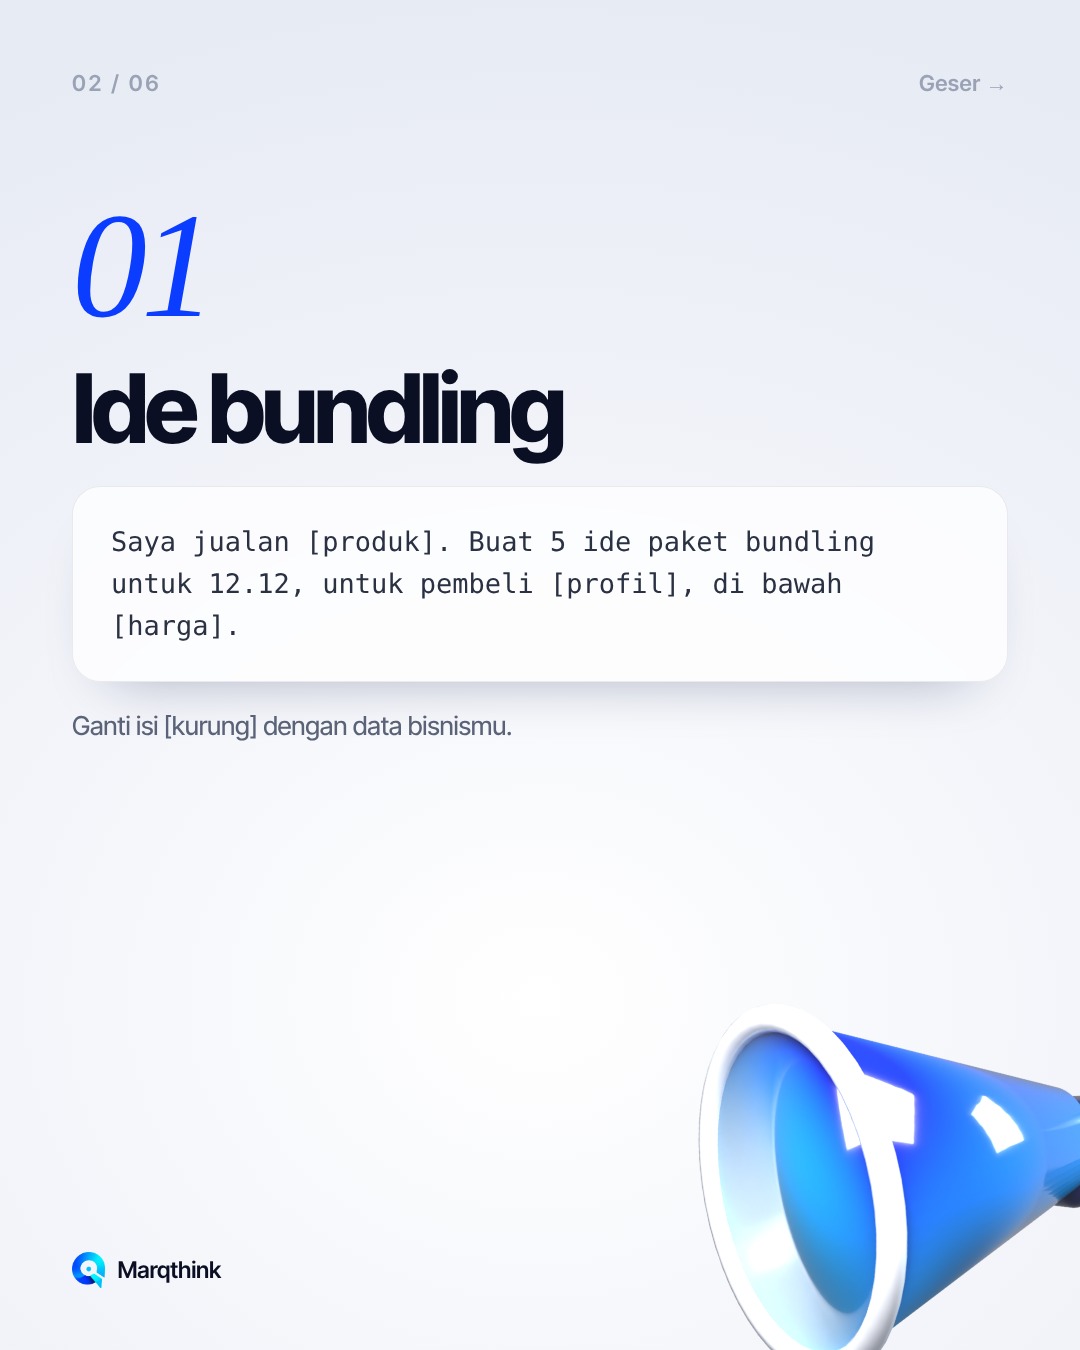 02 / 06
Geser →
01
Ide bundling
Saya jualan [produk]. Buat 5 ide paket bundling
untuk 12.12, untuk pembeli [profil], di bawah
[harga].
Ganti isi [kurung] dengan data bisnismu.
Marqthink